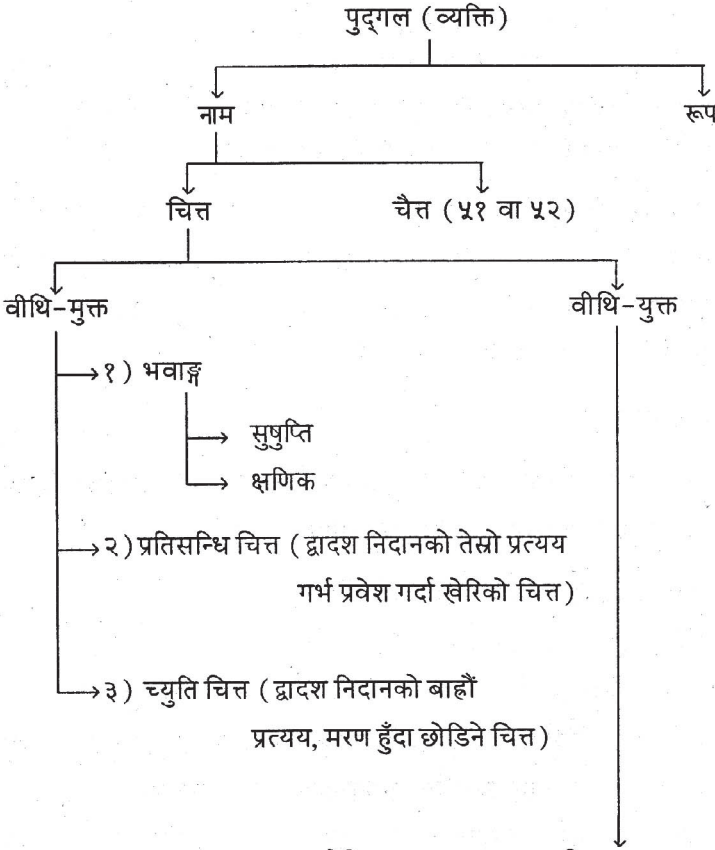 पुद्‌गल (व्यक्ति)
नाम
रूप
चित्त
चैत्त (५१ वा ५२)
वीथि-मुक्त
वीथि-युक्त
१) भवाङ्ग
सुषुप्ति
क्षणिक
२) प्रतिसन्धि चित्त (द्वादश निदानको तेस्रो प्रत्यय
गर्भ प्रवेश गर्दा खेरिको चित्त)
३) च्युति चित्त (द्वादश निदानको बाह्रौं
प्रत्यय, मरण हुँदा छोडिने चित्त)